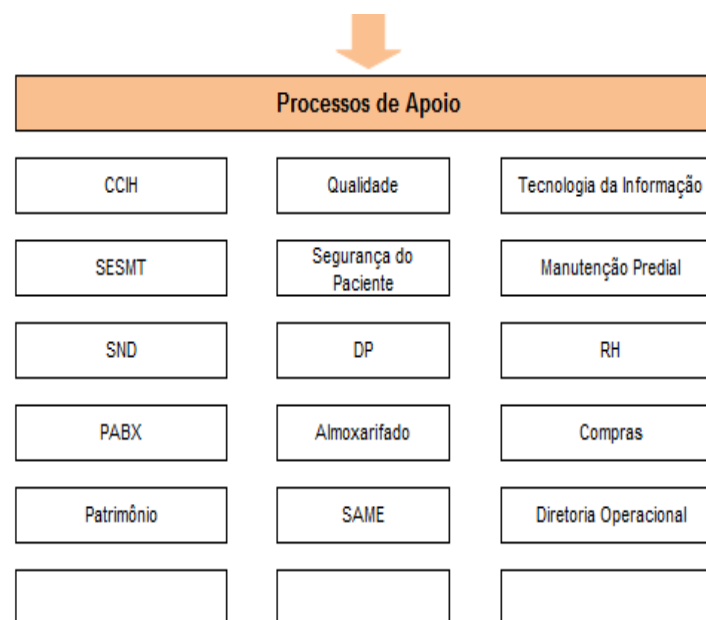 Processos de Apoio
CCIH
Qualidade
Tecnologia da Informação
SESMT
Segurança do
Paciente
Manutenção Predial
SND
DP
RH
PABX
Almoxarifado
Compras
Patrimônio
SAME
Diretoria Operacional